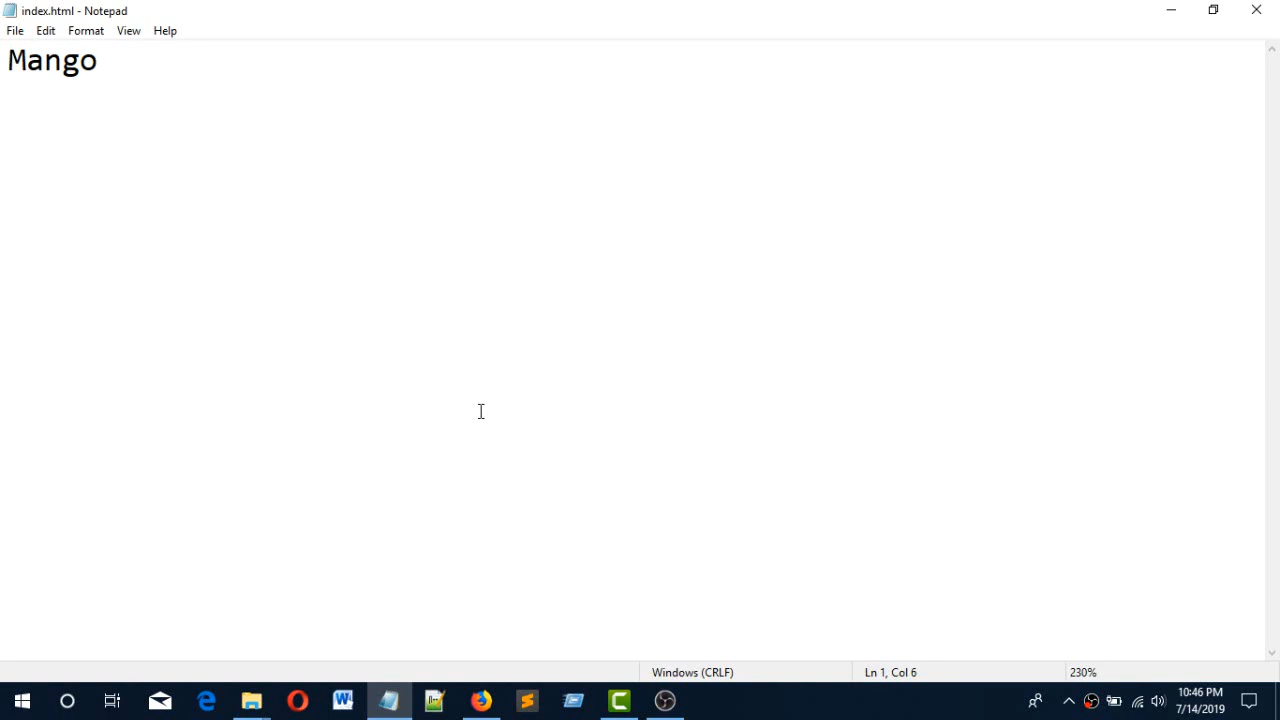 index.html - Notepad
File Edit Format View Help
Mango
Windows (CRLF) Ln 1, Col 6 230%
10:46 PM
7/14/2019